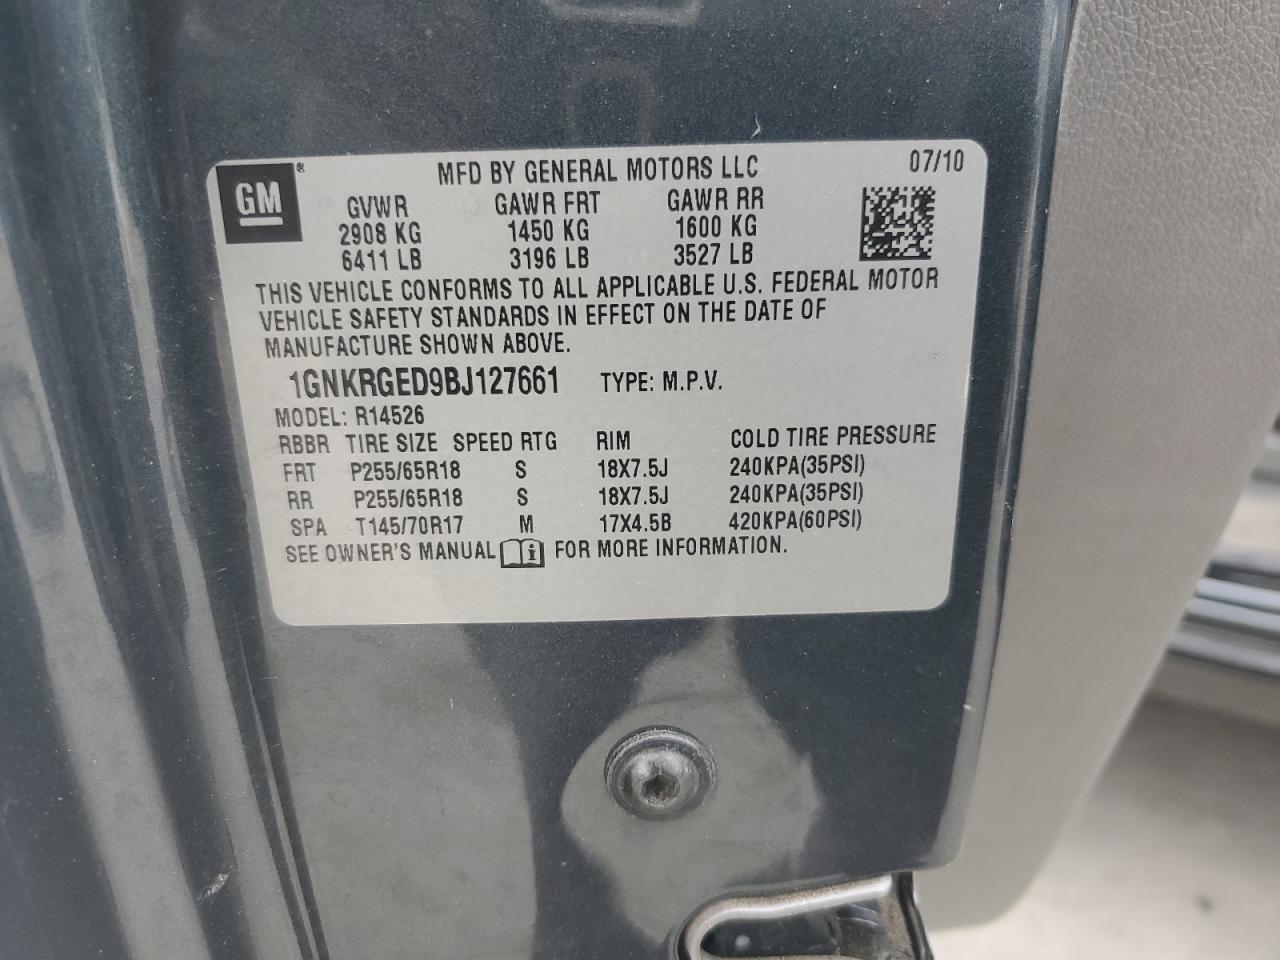 GM ® MFD BY GENERAL MOTORS LLC 07/10
GVWR GAWR FRT GAWR RR
2908 KG 1450 KG 1600 KG
6411 LB 3196 LB 3527 LB
THIS VEHICLE CONFORMS TO ALL APPLICABLE U.S. FEDERAL MOTOR
VEHICLE SAFETY STANDARDS IN EFFECT ON THE DATE OF
MANUFACTURE SHOWN ABOVE.
1GNKRGED9BJ127661 TYPE: M.P.V.
MODEL: R14526
RBBR TIRE SIZE SPEED RTG RIM COLD TIRE PRESSURE
FRT P255/65R18 S 18X7.5J 240KPA(35PSI)
RR P255/65R18 S 18X7.5J 240KPA(35PSI)
SPA T145/70R17 M 17X4.5B 420KPA(60PSI)
SEE OWNER'S MANUAL i FOR MORE INFORMATION.